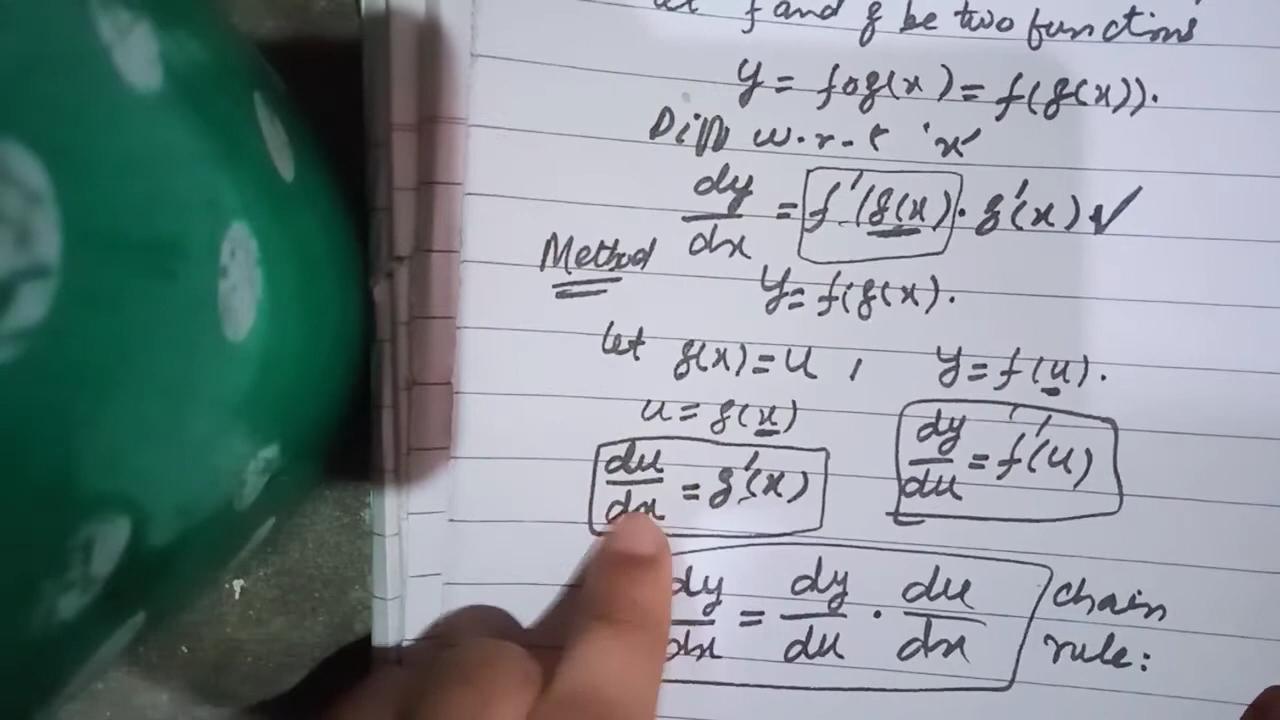 f and g be two functions
y = fog(x) = f(g(x)).
Diff w.r.t 'x'
dy/dx = f'(g(x)) · g'(x) ✓
Method y = f(g(x).
let g(x) = u , y = f(u).
u = g(x)
du/dx = g'(x) dy/du = f'(u)
dy/dx = dy/du · du/dx chain rule: